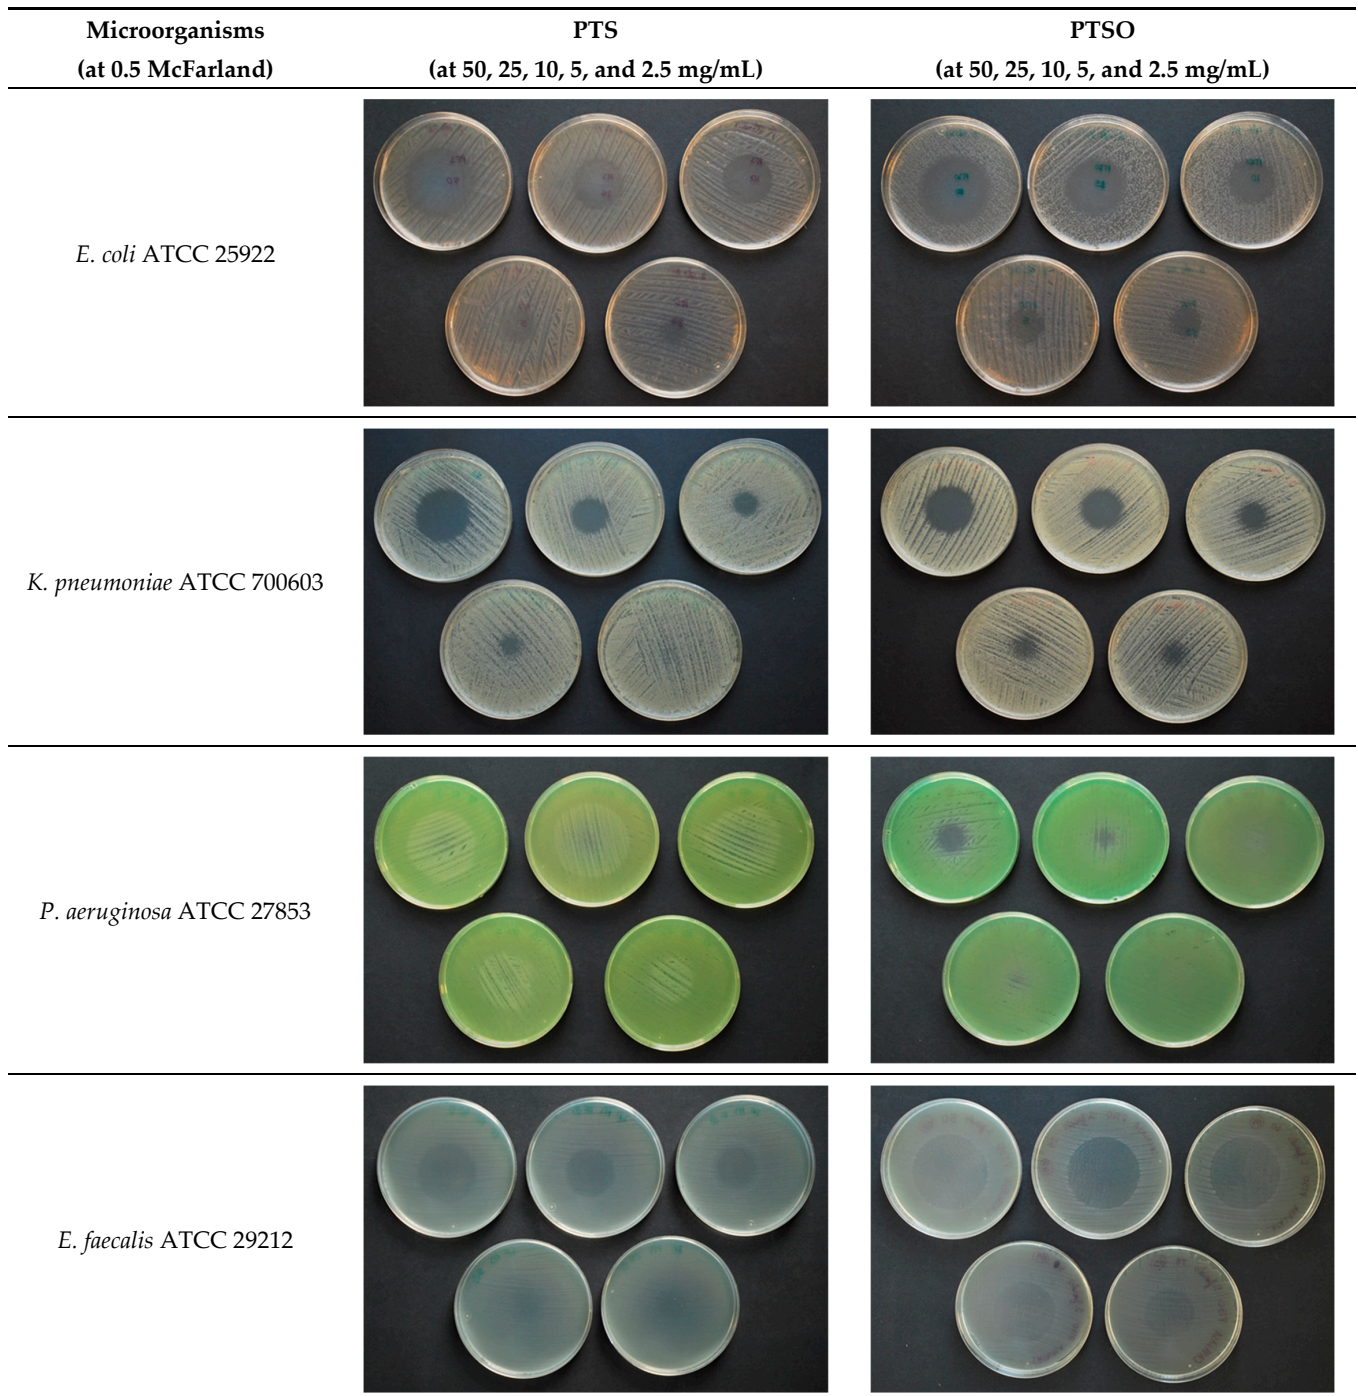 Microorganisms
(at 0.5 McFarland)
PTS
(at 50, 25, 10, 5, and 2.5 mg/mL)
PTSO
(at 50, 25, 10, 5, and 2.5 mg/mL)
E. coli ATCC 25922
K. pneumoniae ATCC 700603
P. aeruginosa ATCC 27853
E. faecalis ATCC 29212